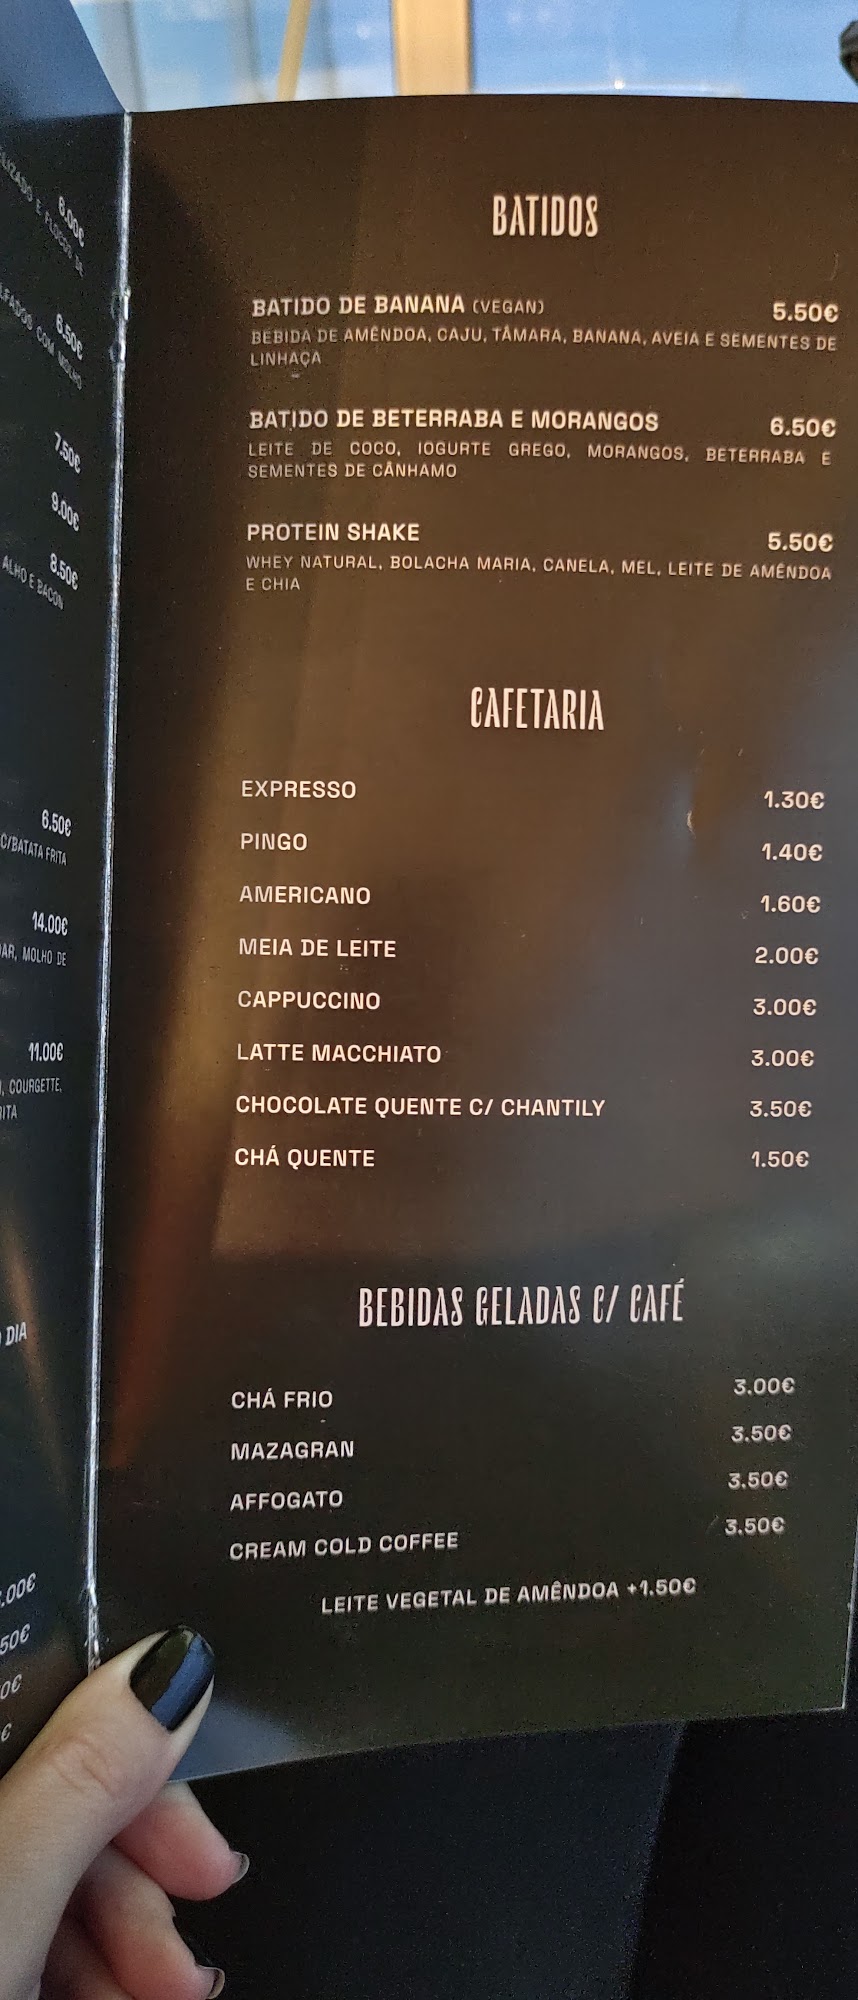 6.00€
E FLOCOS DE
6.50€
COM MOLHO
7.50€
9.00€
8.50€
ALHO E BACON
6.50€
C/BATATA FRITA
14.00€
MOLHO DE
11.00€
COURGETTE,
DIA
BATIDOS
BATIDO DE BANANA (VEGAN) 5.50€
BEBIDA DE AMÊNDOA, CAJU, TÂMARA, BANANA, AVEIA E SEMENTES DE
LINHAÇA
BATIDO DE BETERRABA E MORANGOS 6.50€
LEITE DE COCO, IOGURTE GREGO, MORANGOS, BETERRABA E
SEMENTES DE CÂNHAMO
PROTEIN SHAKE 5.50€
WHEY NATURAL, BOLACHA MARIA, CANELA, MEL, LEITE DE AMÊNDOA
E CHIA
CAFETARIA
EXPRESSO 1.30€
PINGO 1.40€
AMERICANO 1.60€
MEIA DE LEITE 2.00€
CAPPUCCINO 3.00€
LATTE MACCHIATO 3.00€
CHOCOLATE QUENTE C/ CHANTILY 3.50€
CHÁ QUENTE 1.50€
BEBIDAS GELADAS C/ CAFÉ
CHÁ FRIO 3.00€
MAZAGRAN 3.50€
AFFOGATO 3.50€
CREAM COLD COFFEE 3.50€
LEITE VEGETAL DE AMÊNDOA +1.50€